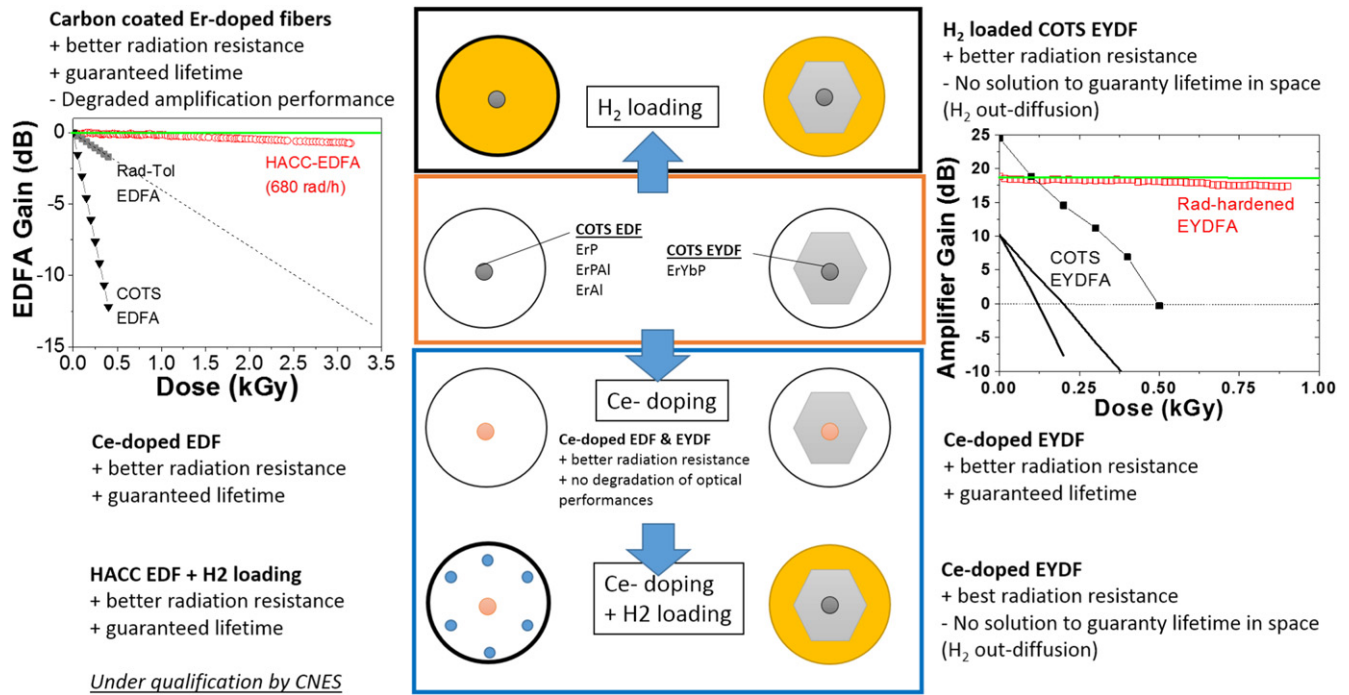 Carbon coated Er-doped fibers
+ better radiation resistance
+ guaranteed lifetime
- Degraded amplification performance
0
-5
-10
-15
EDFA Gain (dB)
HACC-EDFA
(680 rad/h)
Rad-Tol
EDFA
COTS
EDFA
0.0 0.5 1.0 1.5 2.0 2.5 3.0 3.5
Dose (kGy)
Ce-doped EDF
+ better radiation resistance
+ guaranteed lifetime
HACC EDF + H2 loading
+ better radiation resistance
+ guaranteed lifetime
Under qualification by CNES
H₂ loading
COTS EDF
ErP
ErPAl
ErAl
COTS EYDF
ErYbP
Ce- doping
Ce-doped EDF & EYDF
+ better radiation resistance
+ no degradation of optical
performances
Ce- doping
+ H2 loading
H₂ loaded COTS EYDF
+ better radiation resistance
- No solution to guaranty lifetime in space
(H₂ out-diffusion)
25
20
15
10
5
0
-5
-10
Amplifier Gain (dB)
Rad-hardened
EYDFA
COTS
EYDFA
0.00 0.25 0.50 0.75 1.00
Dose (kGy)
Ce-doped EYDF
+ better radiation resistance
+ guaranteed lifetime
Ce-doped EYDF
+ best radiation resistance
- No solution to guaranty lifetime in space
(H₂ out-diffusion)